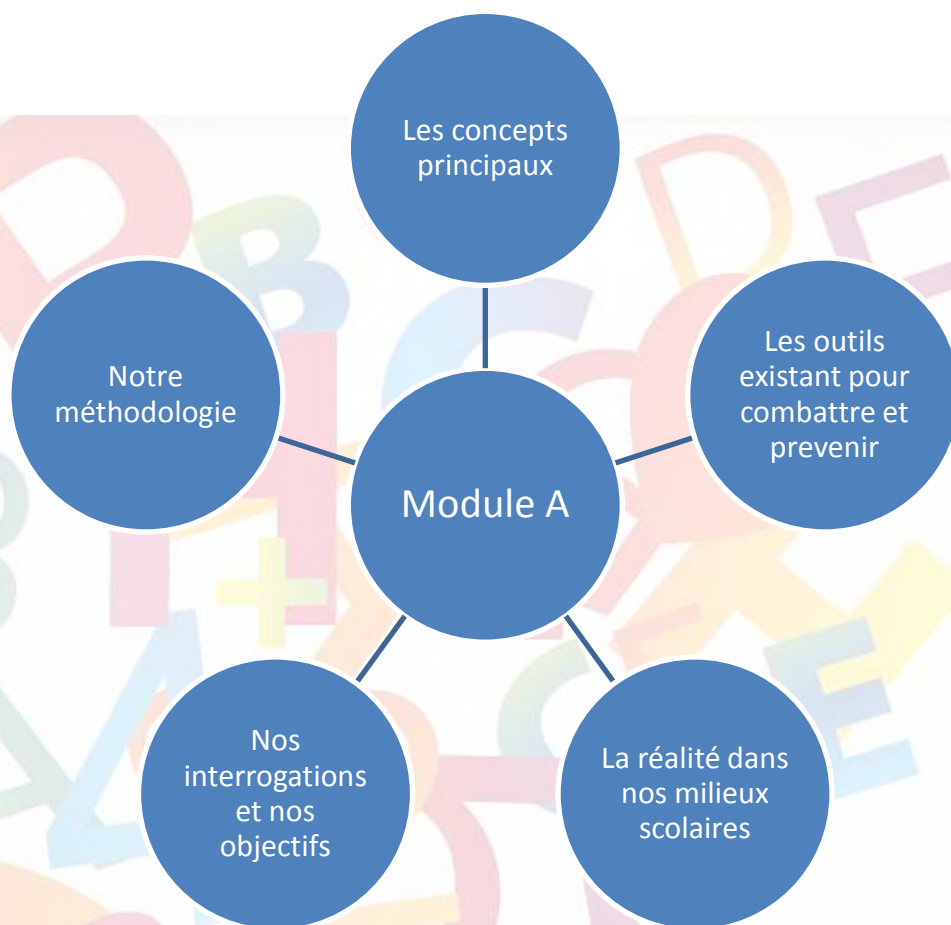 Les concepts
principaux
Notre
méthodologie
Les outils
existant pour
combattre et
prevenir
Module A
Nos
interrogations
et nos
objectifs
La réalité dans
nos milieux
scolaires